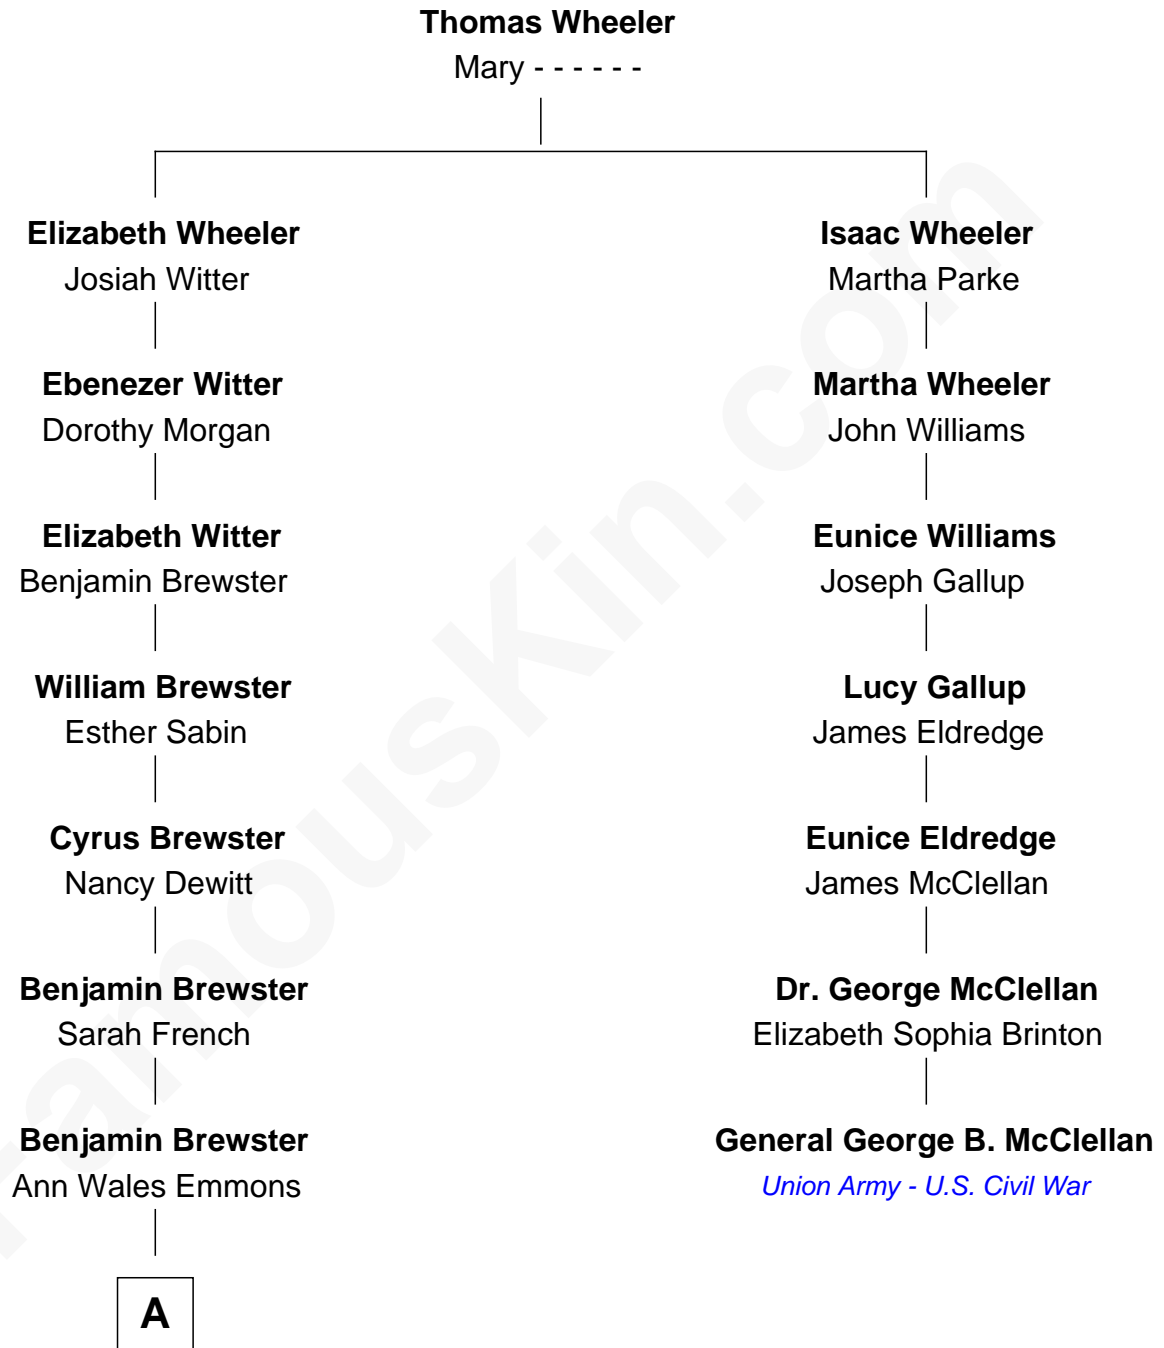 Thomas Wheeler
Mary - - - - - -
Elizabeth Wheeler
Josiah Witter
Ebenezer Witter
Dorothy Morgan
Elizabeth Witter
Benjamin Brewster
William Brewster
Esther Sabin
Cyrus Brewster
Nancy Dewitt
Benjamin Brewster
Sarah French
Benjamin Brewster
Ann Wales Emmons
A
Isaac Wheeler
Martha Parke
Martha Wheeler
John Williams
Eunice Williams
Joseph Gallup
Lucy Gallup
James Eldredge
Eunice Eldredge
James McClellan
Dr. George McClellan
Elizabeth Sophia Brinton
General George B. McClellan
Union Army - U.S. Civil War
FamousKin.com